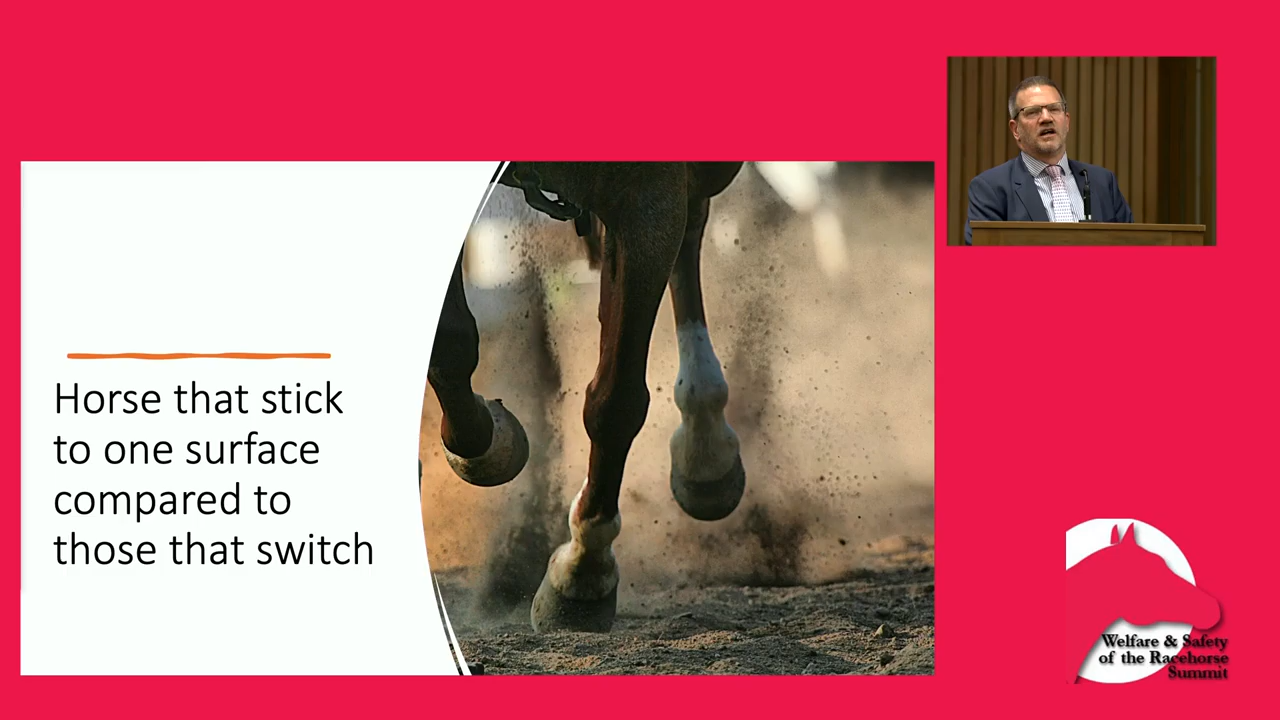 Horse that stick
to one surface
compared to
those that switch
Welfare & Safety
of the Racehorse
Summit